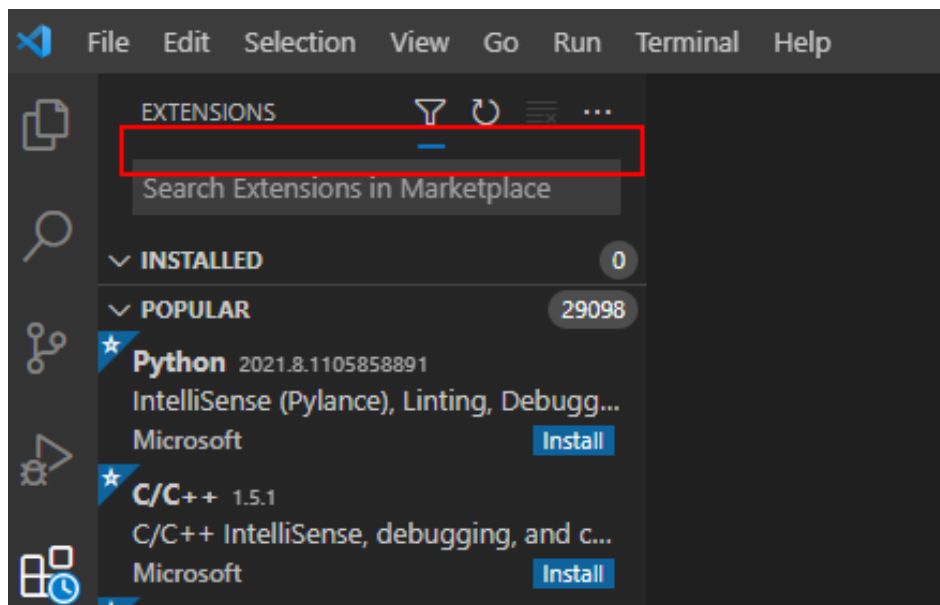 File Edit Selection View Go Run Terminal Help
EXTENSIONS
Search Extensions in Marketplace
INSTALLED 0
POPULAR 29098
Python 2021.8.1105858891
IntelliSense (Pylance), Linting, Debugg...
Microsoft Install
C/C++ 1.5.1
C/C++ IntelliSense, debugging, and c...
Microsoft Install